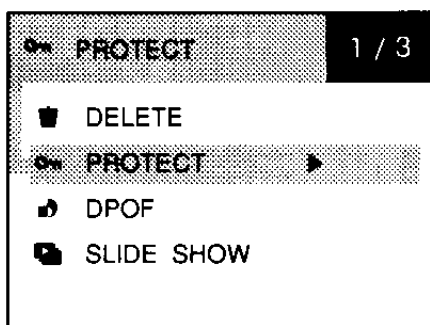 PROTECT 1 / 3
DELETE
PROTECT
DPOF
SLIDE SHOW